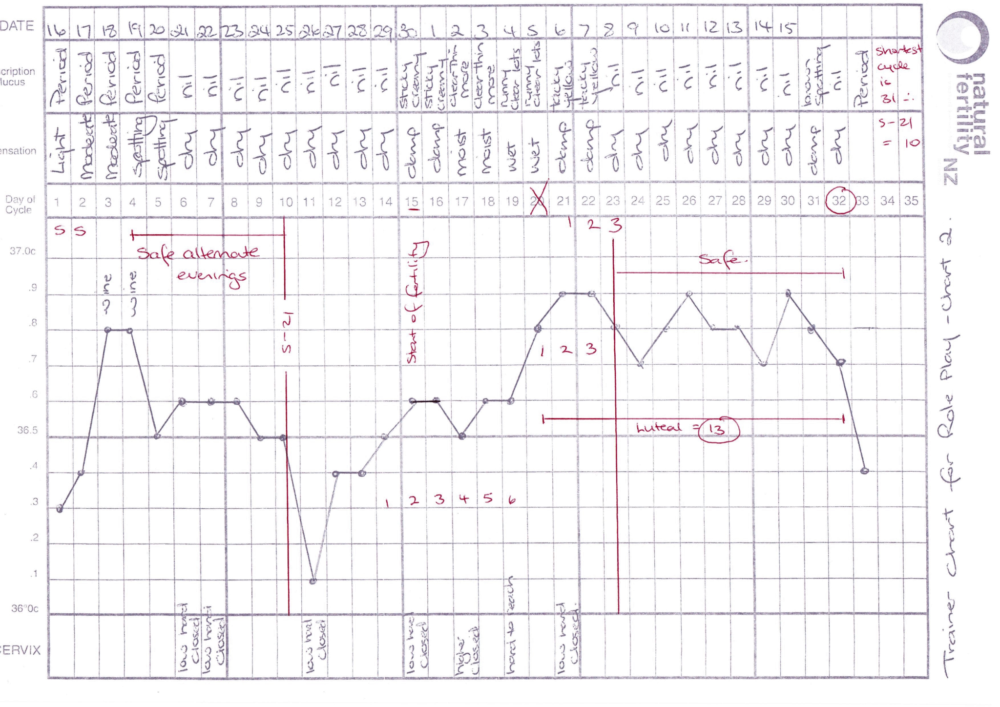 DATE 16 17 18 19 20 21 22 23 24 25 26 27 28 29 30 1 2 3 4 5 6 7 8 9 10 11 12 13 14 15
cription
Mucus
Period
Period
Period
Period
Period
nil
nil
nil
nil
nil
nil
nil
nil
nil
sticky
creamy
sticky
creamy
clear thin
more
clear thin
more
runny
clear lots
runny
clear lots
tacky
yellow
tacky
yellow
nil
nil
nil
nil
nil
nil
nil
nil
brown
spotting
nil
Period
Shortest
cycle
is
31 ∴
S-21
= 10
ensation
Light
Moderate
Moderate
Spotting
Spotting
dry
dry
dry
dry
dry
dry
dry
dry
dry
damp
damp
moist
moist
wet
wet
damp
damp
dry
dry
dry
dry
dry
dry
dry
dry
damp
dry
Day of
Cycle
1 2 3 4 5 6 7 8 9 10 11 12 13 14 15 16 17 18 19 20 21 22 23 24 25 26 27 28 29 30 31 32 33 34 35
1
S S
1 2 3
37.0c
Safe alternate
evenings
Safe.
wine
wine
Start of fertility
S-21
.9
.8
.7
1 2 3
.6
36.5
Luteal = 13
.4
.3
1 2 3 4 5 6
.2
.1
36°0c
CERVIX
low hard
closed
low hard
closed
low hard
closed
low hard
closed
higher
closed
hard to reach
low hard
closed.
natural
fertility NZ
Trainer Chart for Role Play - Chart 2.